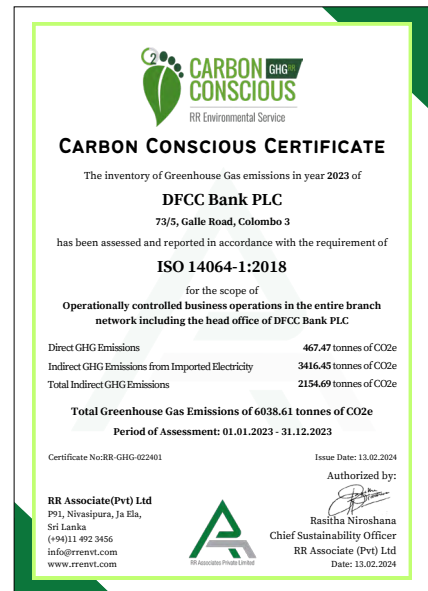 CARBON GHG RR
CONSCIOUS
RR Environmental Service
CARBON CONSCIOUS CERTIFICATE
The inventory of Greenhouse Gas emissions in year 2023 of
DFCC Bank PLC
73/5, Galle Road, Colombo 3
has been assessed and reported in accordance with the requirement of
ISO 14064-1:2018
for the scope of
Operationally controlled business operations in the entire branch
network including the head office of DFCC Bank PLC
Direct GHG Emissions 467.47 tonnes of CO2e
Indirect GHG Emissions from Imported Electricity 3416.45 tonnes of CO2e
Total Indirect GHG Emissions 2154.69 tonnes of CO2e
Total Greenhouse Gas Emissions of 6038.61 tonnes of CO2e
Period of Assessment: 01.01.2023 - 31.12.2023
Certificate No:RR-GHG-022401 Issue Date: 13.02.2024
Authorized by:
RR Associate(Pvt) Ltd
P91, Nivasipura, Ja Ela,
Sri Lanka
(+94)11 492 3456
info@rrenvt.com
www.rrenvt.com
RR Associates Private Limited
Rasitha Niroshana
Chief Sustainability Officer
RR Associate (Pvt) Ltd
Date: 13.02.2024